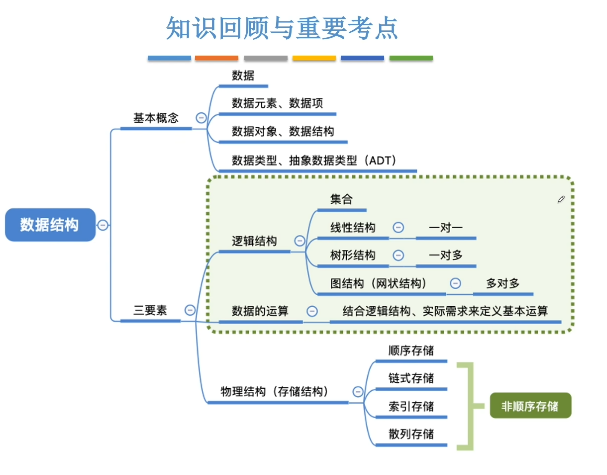 知识回顾与重要考点
数据
基本概念
数据元素、数据项
数据对象、数据结构
数据类型、抽象数据类型（ADT）
数据结构
集合
逻辑结构
线性结构
一对一
树形结构
一对多
图结构（网状结构）
多对多
三要素
数据的运算
结合逻辑结构、实际需求来定义基本运算
顺序存储
链式存储
物理结构（存储结构）
索引存储
非顺序存储
散列存储